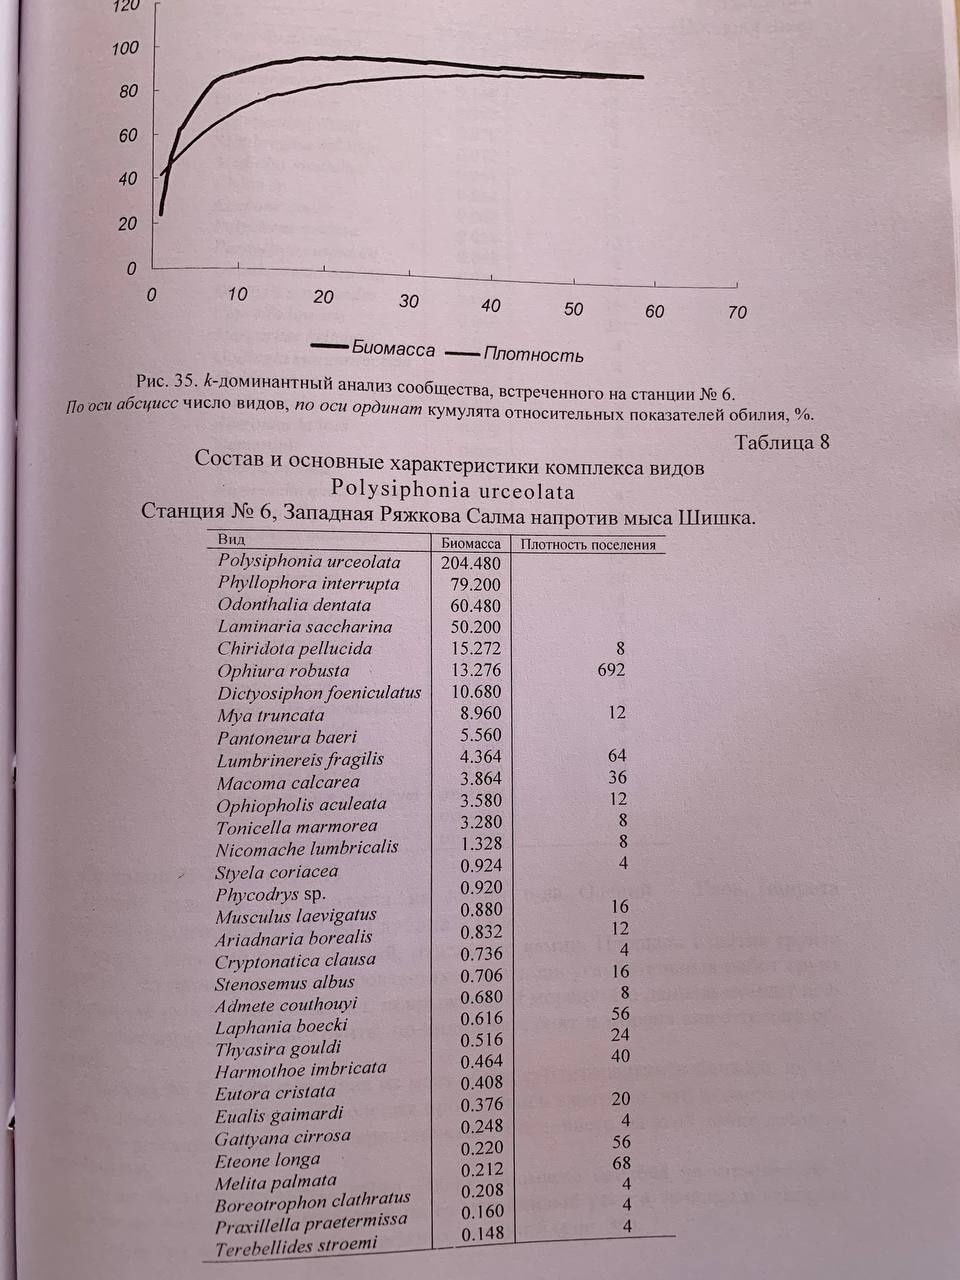 120
100
80
60
40
20
0
0 10 20 30 40 50 60 70
Биомасса Плотность
Рис. 35. k-доминантный анализ сообщества, встреченного на станции № 6.
По оси абсцисс число видов, по оси ординат кумулята относительных показателей обилия, %.
Таблица 8
Состав и основные характеристики комплекса видов
Polysiphonia urceolata
Станция № 6, Западная Ряжкова Салма напротив мыса Шишка.
Вид Биомасса Плотность поселения
Polysiphonia urceolata 204.480
Phyllophora interrupta 79.200
Odonthalia dentata 60.480
Laminaria saccharina 50.200
Chiridota pellucida 15.272 8
Ophiura robusta 13.276 692
Dictyosiphon foeniculatus 10.680
Mya truncata 8.960 12
Pantoneura baeri 5.560
Lumbrinereis fragilis 4.364 64
Macoma calcarea 3.864 36
Ophiopholis aculeata 3.580 12
Tonicella marmorea 3.280 8
Nicomache lumbricalis 1.328 8
Styela coriacea 0.924 4
Phycodrys sp. 0.920
Musculus laevigatus 0.880 16
Ariadnaria borealis 0.832 12
Cryptonatica clausa 0.736 4
Stenosemus albus 0.706 16
Admete couthouyi 0.680 8
Laphania boecki 0.616 56
Thyasira gouldi 0.516 24
Harmothoe imbricata 0.464 40
Eutora cristata 0.408
Eualis gaimardi 0.376 20
Gattyana cirrosa 0.248 4
Eteone longa 0.220 56
Melita palmata 0.212 68
Boreotrophon clathratus 0.208 4
Praxillella praetermissa 0.160 4
Terebellides stroemi 0.148 4